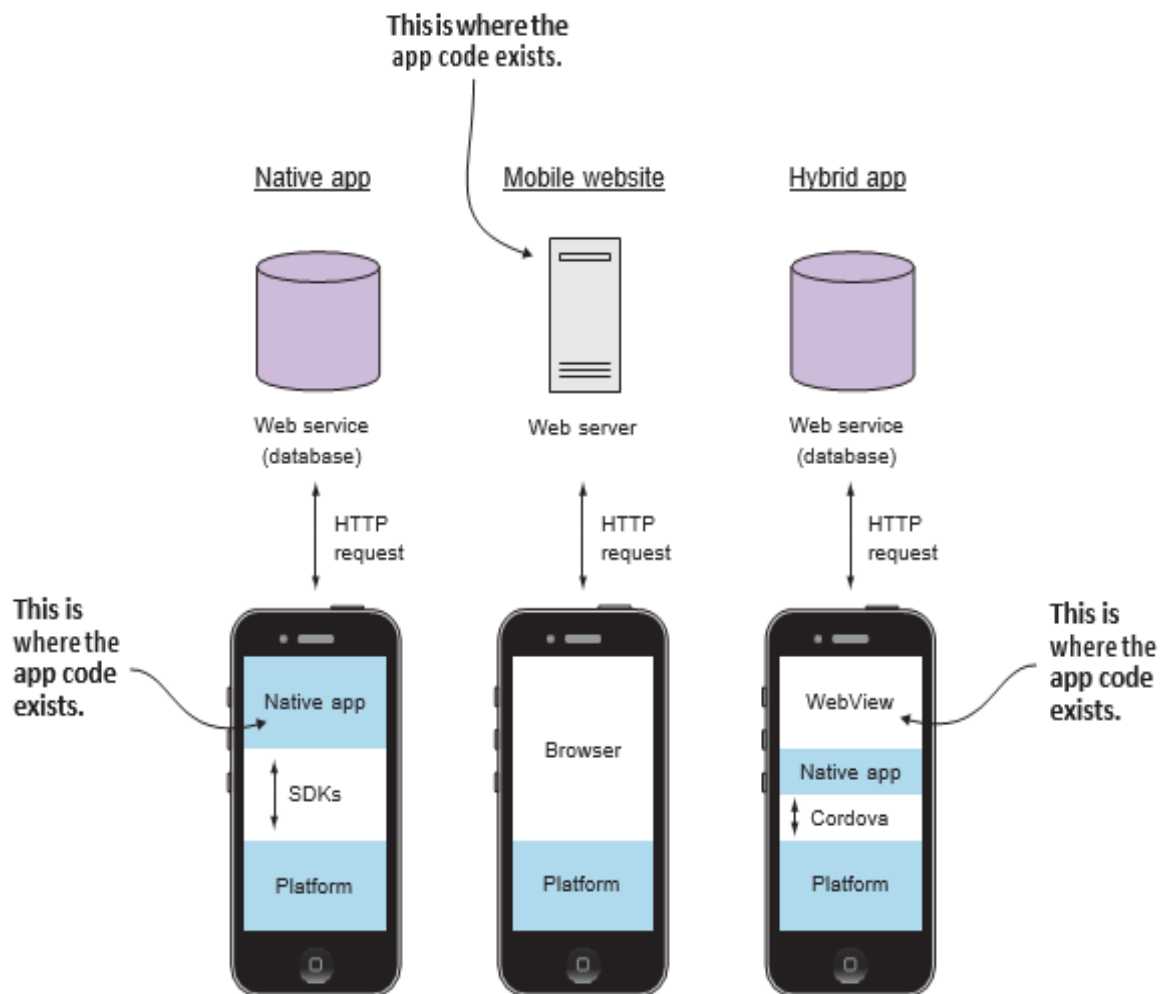 This is where the
app code exists.
Native app
Mobile website
Hybrid app
Web service
(database)
Web server
Web service
(database)
HTTP
request
HTTP
request
HTTP
request
This is
where the
app code
exists.
Native app
SDKs
Platform
Browser
Platform
WebView
Native app
Cordova
Platform
This is
where the
app code
exists.